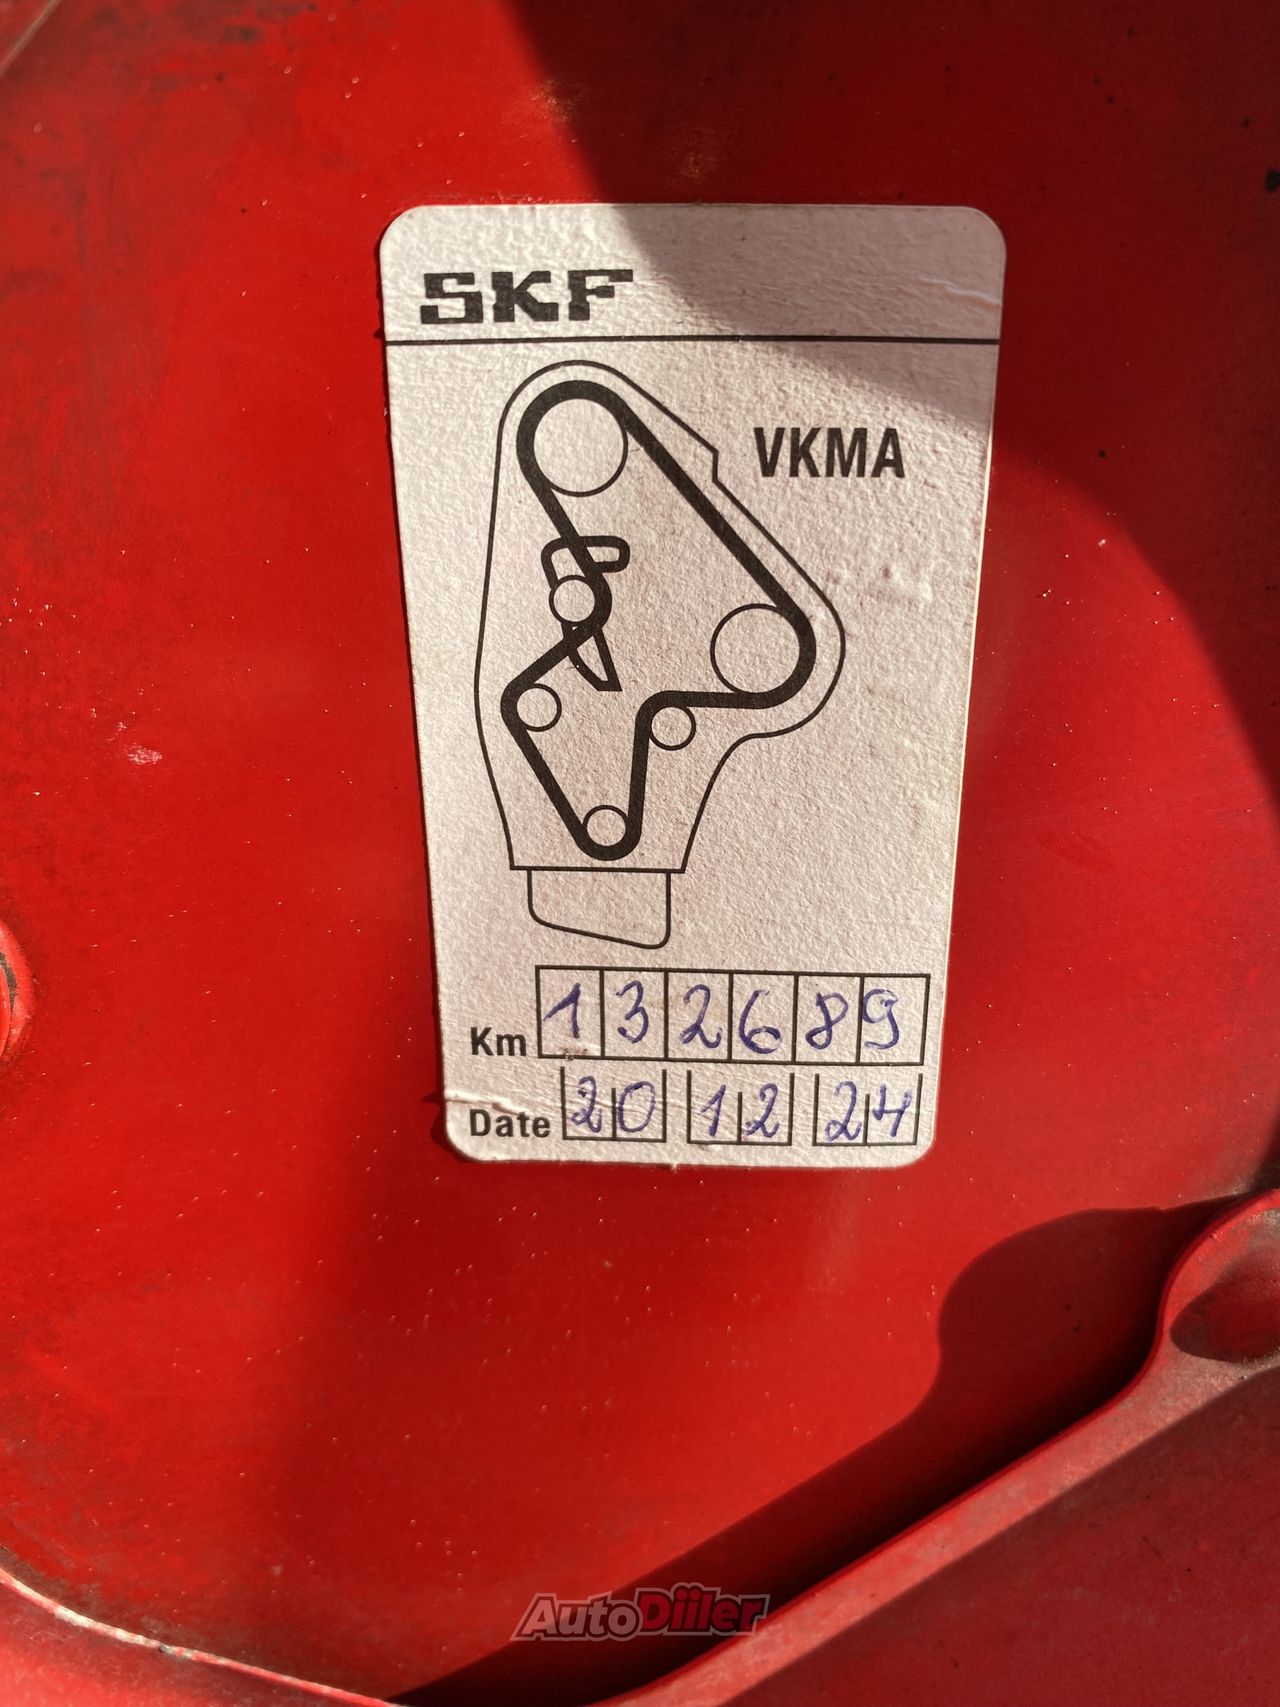 SKF
VKMA
Km 132689
Date 20 12 24
AutoDiiler